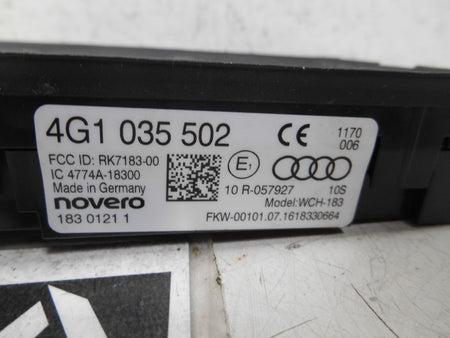 4G1 035 502
CE 1170
006
FCC ID: RK7183-00
IC 4774A-18300
Made in Germany
novero
183 0121 1
E1
10 R-057927 10S
Model: WCH-183
FKW-00101.07.1618330664